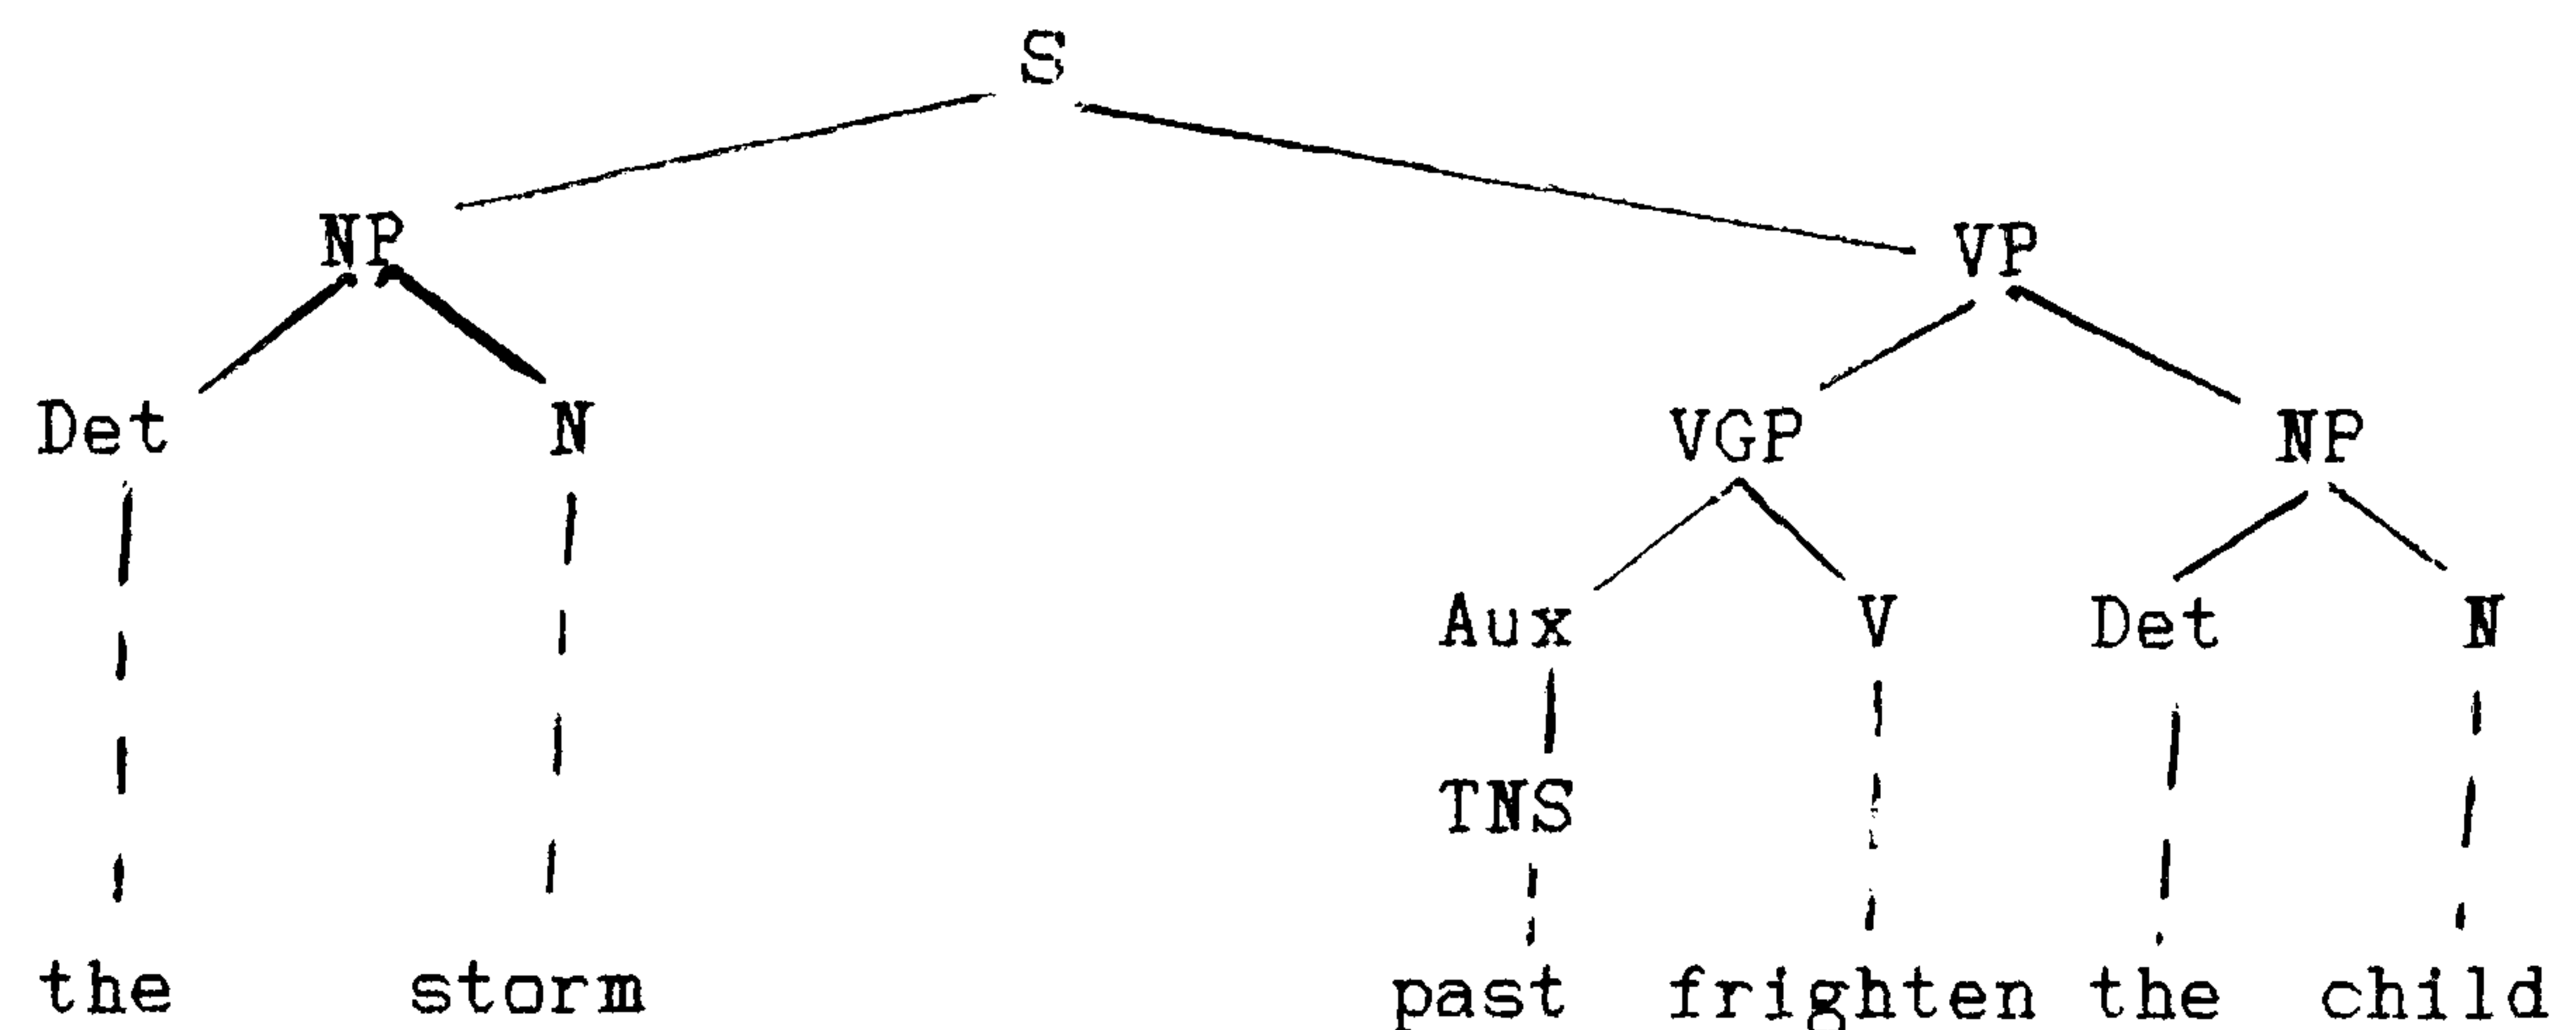 S
NP VP
Det N VGP NP
Aux V Det N
TNS
the storm past frighten the child